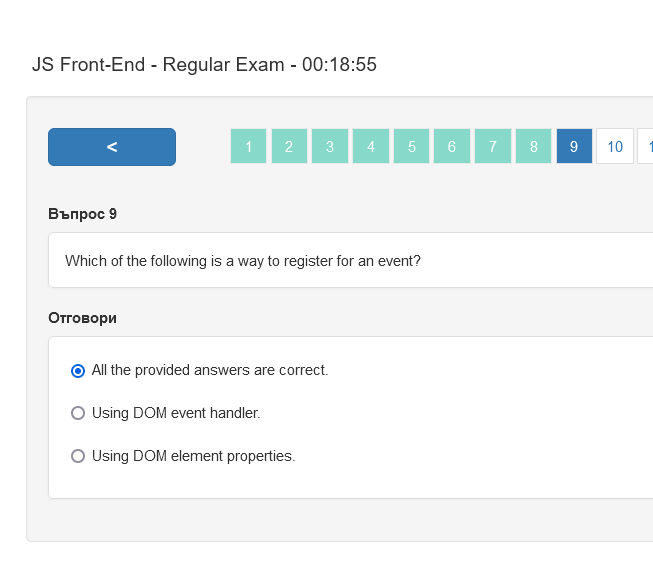 JS Front-End - Regular Exam - 00:18:55
< 1 2 3 4 5 6 7 8 9 10
Въпрос 9
Which of the following is a way to register for an event?
Отговори
All the provided answers are correct.
Using DOM event handler.
Using DOM element properties.